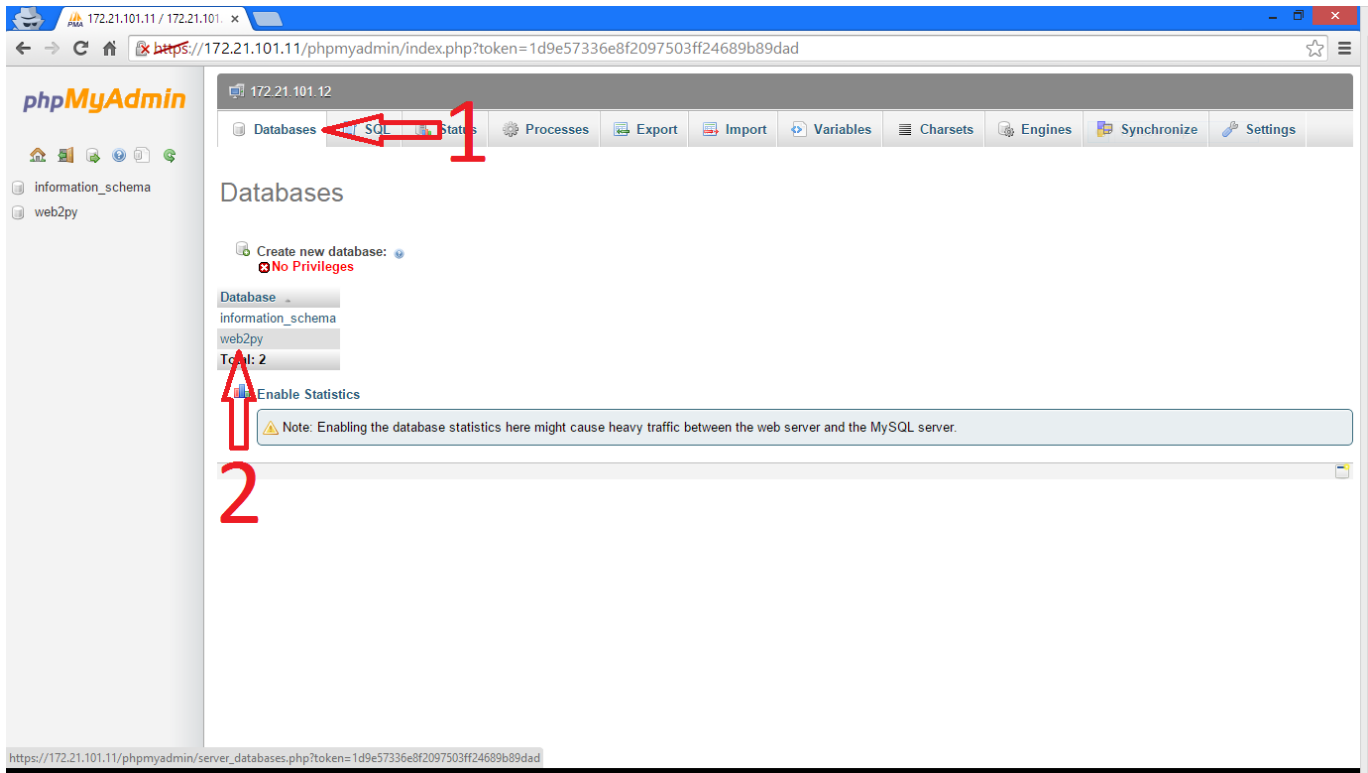 172.21.101.11 / 172.21.101.
https://172.21.101.11/phpmyadmin/index.php?token=1d9e57336e8f2097503ff24689b89dad
phpMyAdmin
information_schema
web2py
172.21.101.12
Databases SQL Status Processes Export Import Variables Charsets Engines Synchronize Settings
1
Databases
Create new database:
No Privileges
Database
information_schema
web2py
Total: 2
Enable Statistics
Note: Enabling the database statistics here might cause heavy traffic between the web server and the MySQL server.
2
https://172.21.101.11/phpmyadmin/server_databases.php?token=1d9e57336e8f2097503ff24689b89dad